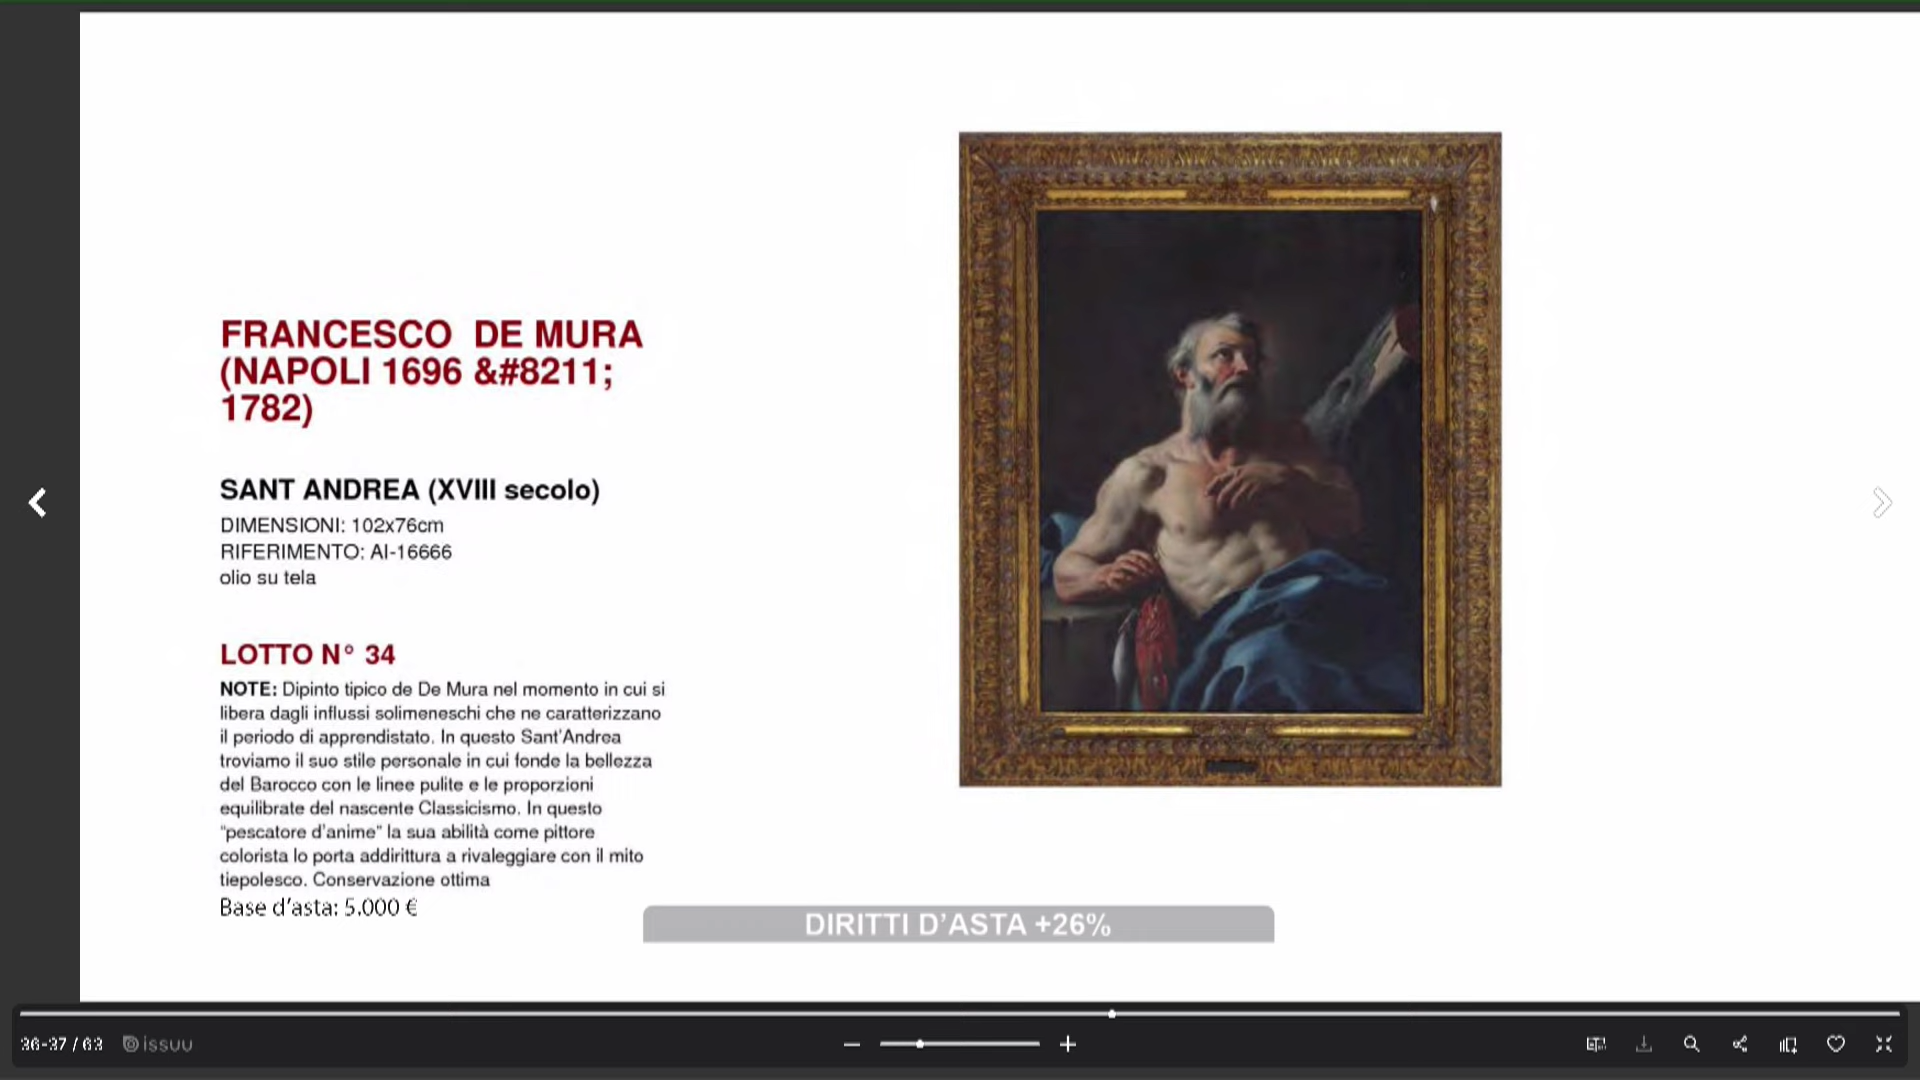 FRANCESCO  DE MURA
(NAPOLI 1696 &#8211;
1782)
SANT ANDREA (XVIII secolo)
DIMENSIONI: 102x76cm
RIFERIMENTO: AI-16666
olio su tela
LOTTO N° 34
NOTE: Dipinto tipico de De Mura nel momento in cui si
libera dagli influssi solimeneschi che ne caratterizzano
il periodo di apprendistato. In questo Sant'Andrea
troviamo il suo stile personale in cui fonde la bellezza
del Barocco con le linee pulite e le proporzioni
equilibrate del nascente Classicismo. In questo
"pescatore d'anime" la sua abilità come pittore
colorista lo porta addirittura a rivaleggiare con il mito
tiepolesco. Conservazione ottima
Base d'asta: 5.000 €
DIRITTI D'ASTA +26%
36-37 / 63 issuu